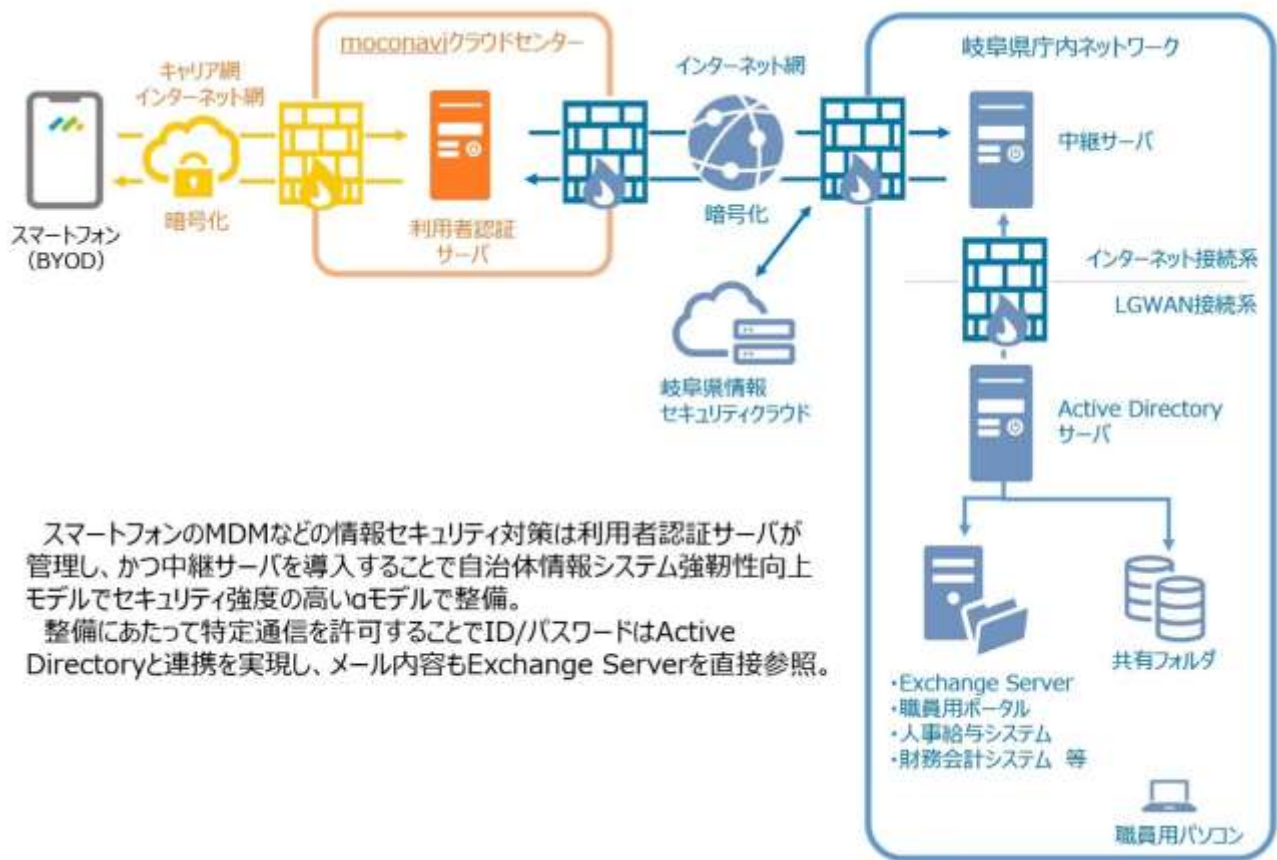 moconaviクラウドセンター
岐阜県庁内ネットワーク
キャリア網
インターネット網
インターネット網
中継サーバ
スマートフォン
(BYOD)
暗号化
利用者認証
サーバ
暗号化
インターネット接続系
LGWAN接続系
岐阜県情報
セキュリティクラウド
Active Directory
サーバ
スマートフォンのMDMなどの情報セキュリティ対策は利用者認証サーバが
管理し、かつ中継サーバを導入することで自治体情報システム強靭性向上
モデルでセキュリティ強度の高いαモデルで整備。
整備にあたって特定通信を許可することでID/パスワードはActive
Directoryと連携を実現し、メール内容もExchange Serverを直接参照。
共有フォルダ
・Exchange Server
・職員用ポータル
・人事給与システム
・財務会計システム 等
職員用パソコン